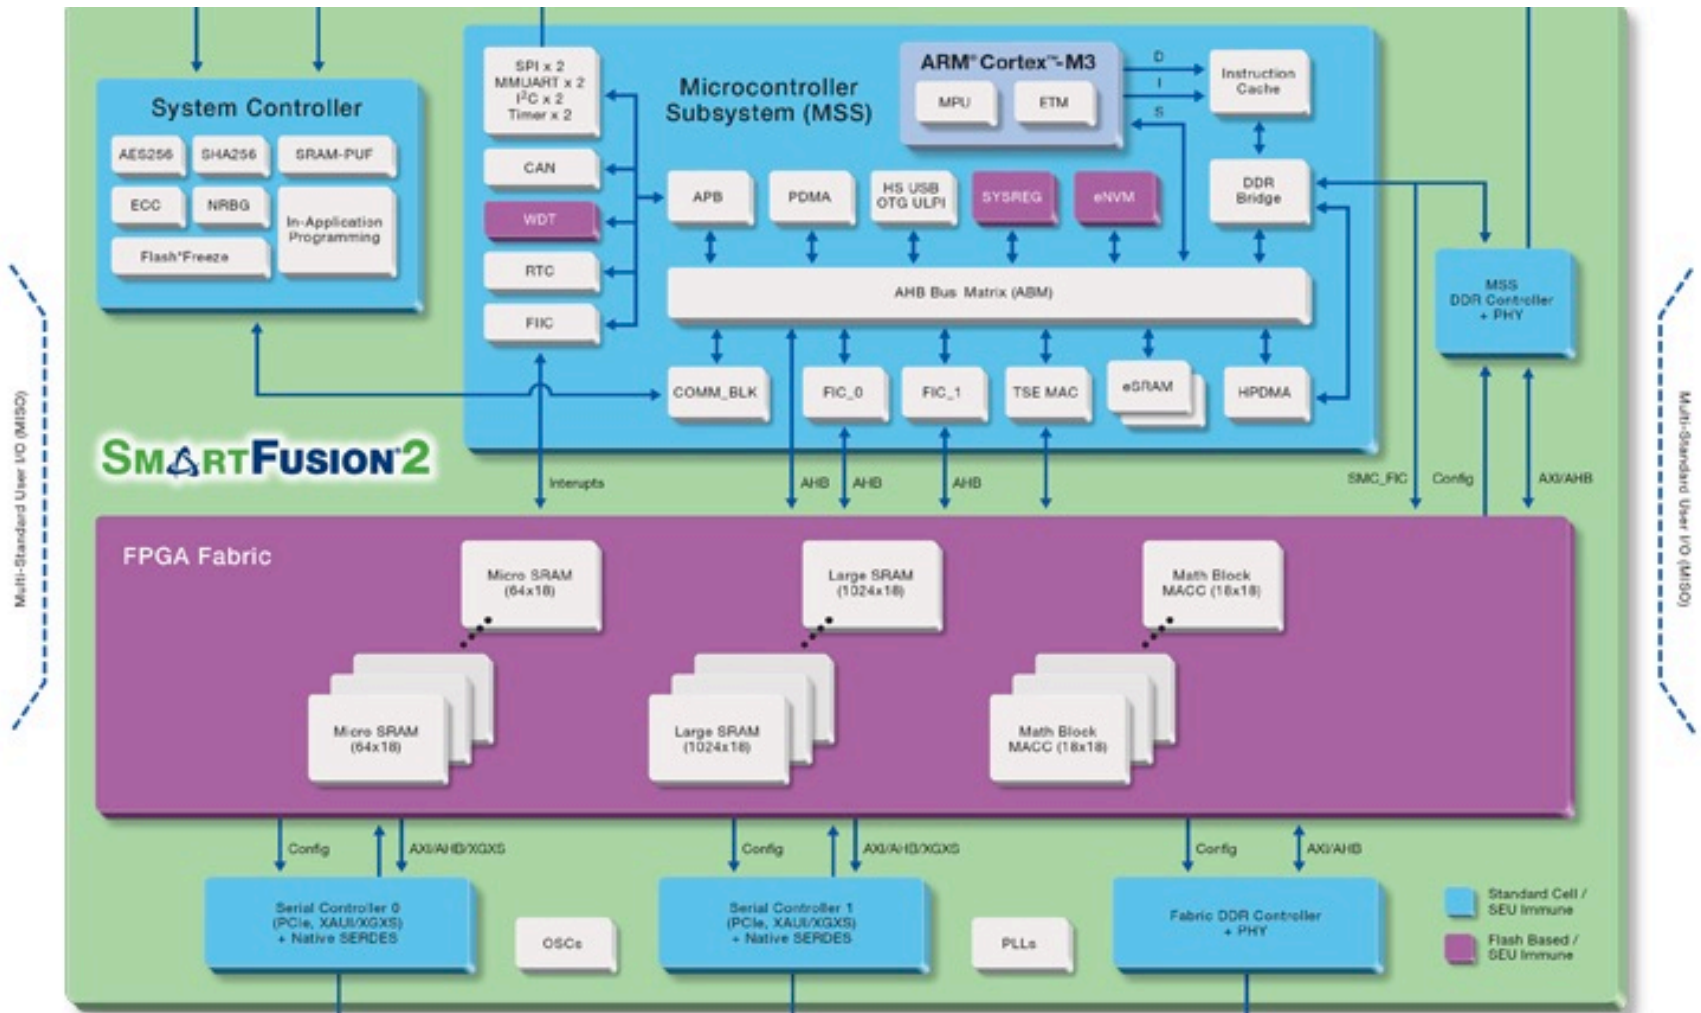 System Controller
AES256
SHA256
SRAM-PUF
ECC
NRBG
In-Application
Programming
Flash*Freeze
SPI x 2
MMUART x 2
I²C x 2
Timer x 2
CAN
WDT
RTC
FIIC
Microcontroller
Subsystem (MSS)
ARM® Cortex™-M3
MPU
ETM
D
I
S
Instruction
Cache
APB
PDMA
HS USB
OTG ULPI
SYSREG
eNVM
DDR
Bridge
AHB Bus Matrix (ABM)
COMM_BLK
FIC_0
FIC_1
TSE MAC
eSRAM
HPDMA
MSS
DDR Controller
+ PHY
Multi-Standard User I/O (MISO)
Multi-Standard User I/O (MISO)
SMARTFUSION®2
Interupts
AHB
AHB
AHB
SMC_FIC
Config
AXI/AHB
FPGA Fabric
Micro SRAM
(64x18)
Large SRAM
(1024x18)
Math Block
MACC (18x18)
Micro SRAM
(64x18)
Large SRAM
(1024x18)
Math Block
MACC (18x18)
Config
AXI/AHB/XGXS
Config
AXI/AHB/XGXS
Config
AXI/AHB
Serial Controller 0
(PCIe, XAUI/XGXS)
+ Native SERDES
OSCs
Serial Controller 1
(PCIe, XAUI/XGXS)
+ Native SERDES
PLLs
Fabric DDR Controller
+ PHY
Standard Cell /
SEU Immune
Flash Based /
SEU Immune